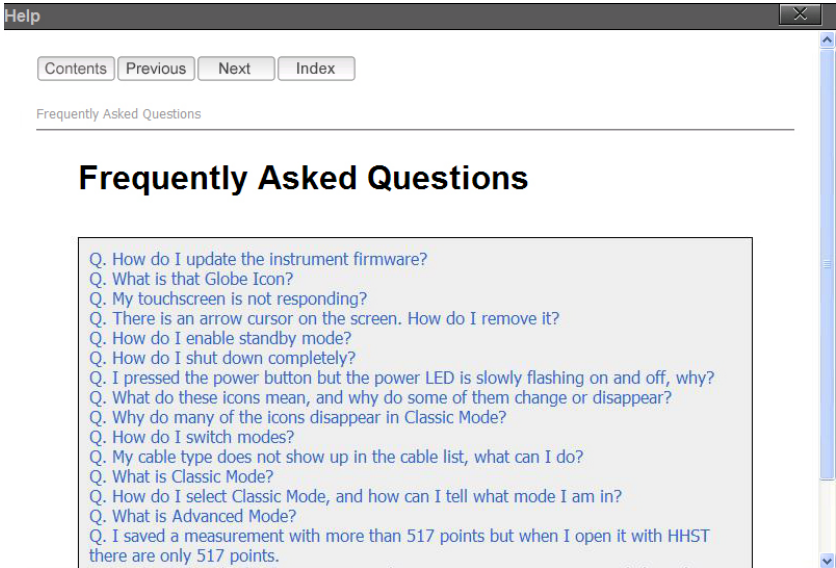 Help
Contents Previous Next Index
Frequently Asked Questions
Frequently Asked Questions
Q. How do I update the instrument firmware?
Q. What is that Globe Icon?
Q. My touchscreen is not responding?
Q. There is an arrow cursor on the screen. How do I remove it?
Q. How do I enable standby mode?
Q. How do I shut down completely?
Q. I pressed the power button but the power LED is slowly flashing on and off, why?
Q. What do these icons mean, and why do some of them change or disappear?
Q. Why do many of the icons disappear in Classic Mode?
Q. How do I switch modes?
Q. My cable type does not show up in the cable list, what can I do?
Q. What is Classic Mode?
Q. How do I select Classic Mode, and how can I tell what mode I am in?
Q. What is Advanced Mode?
Q. I saved a measurement with more than 517 points but when I open it with HHST
there are only 517 points.